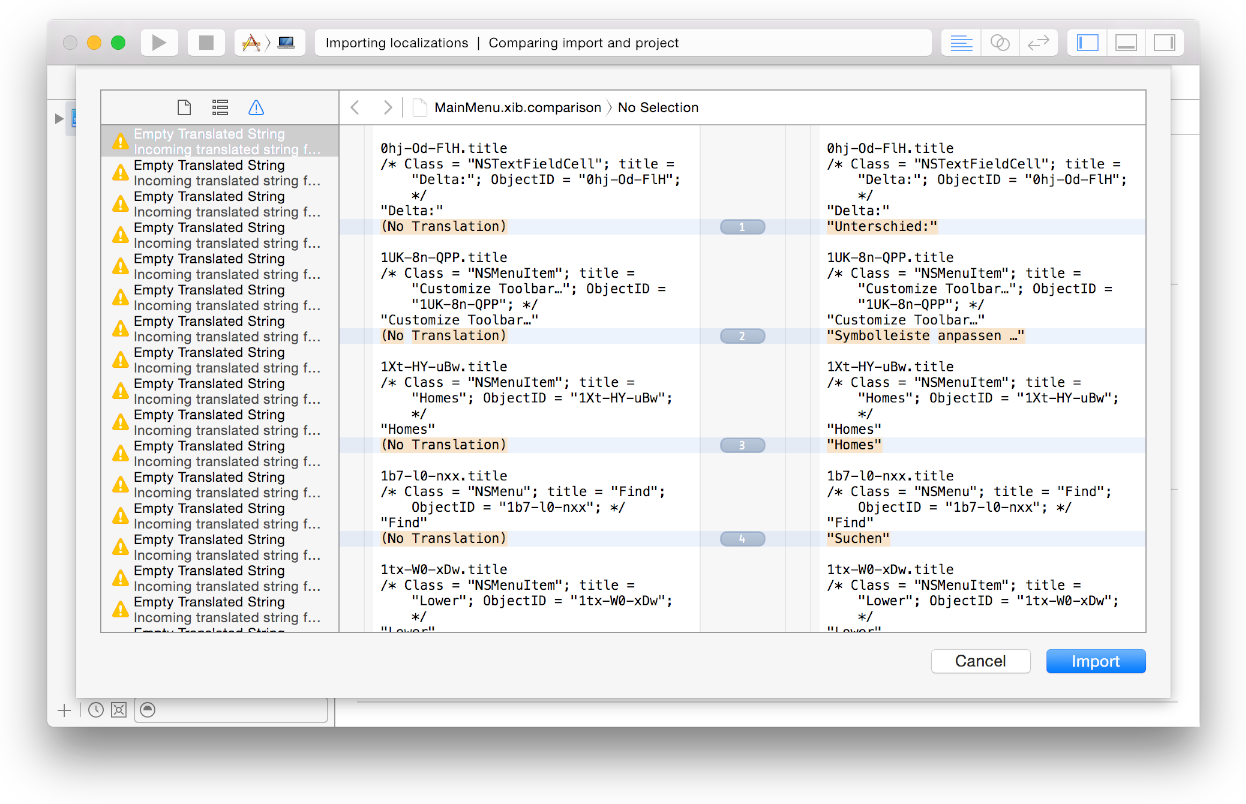 Importing localizations | Comparing import and project
MainMenu.xib.comparison 〉 No Selection
Empty Translated String
Incoming translated string f…
Empty Translated String
Incoming translated string f…
Empty Translated String
Incoming translated string f…
Empty Translated String
Incoming translated string f…
Empty Translated String
Incoming translated string f…
Empty Translated String
Incoming translated string f…
Empty Translated String
Incoming translated string f…
Empty Translated String
Incoming translated string f…
Empty Translated String
Incoming translated string f…
Empty Translated String
Incoming translated string f…
Empty Translated String
Incoming translated string f…
Empty Translated String
Incoming translated string f…
Empty Translated String
Incoming translated string f…
Empty Translated String
Incoming translated string f…
Empty Translated String
Incoming translated string f…
Empty Translated String
Incoming translated string f…
Empty Translated String
0hj-Od-FlH.title
/* Class = "NSTextFieldCell"; title =
"Delta:"; ObjectID = "0hj-Od-FlH";
*/
"Delta:"
(No Translation)
1UK-8n-QPP.title
/* Class = "NSMenuItem"; title =
"Customize Toolbar…"; ObjectID =
"1UK-8n-QPP"; */
"Customize Toolbar…"
(No Translation)
1Xt-HY-uBw.title
/* Class = "NSMenuItem"; title =
"Homes"; ObjectID = "1Xt-HY-uBw";
*/
"Homes"
(No Translation)
1b7-l0-nxx.title
/* Class = "NSMenu"; title = "Find";
ObjectID = "1b7-l0-nxx"; */
"Find"
(No Translation)
1tx-W0-xDw.title
/* Class = "NSMenuItem"; title =
"Lower"; ObjectID = "1tx-W0-xDw";
*/
"Lower"
1
2
3
4
0hj-Od-FlH.title
/* Class = "NSTextFieldCell"; title =
"Delta:"; ObjectID = "0hj-Od-FlH";
*/
"Delta:"
"Unterschied:"
1UK-8n-QPP.title
/* Class = "NSMenuItem"; title =
"Customize Toolbar…"; ObjectID =
"1UK-8n-QPP"; */
"Customize Toolbar…"
"Symbolleiste anpassen …"
1Xt-HY-uBw.title
/* Class = "NSMenuItem"; title =
"Homes"; ObjectID = "1Xt-HY-uBw";
*/
"Homes"
"Homes"
1b7-l0-nxx.title
/* Class = "NSMenu"; title = "Find";
ObjectID = "1b7-l0-nxx"; */
"Find"
"Suchen"
1tx-W0-xDw.title
/* Class = "NSMenuItem"; title =
"Lower"; ObjectID = "1tx-W0-xDw";
*/
"Lower"
Cancel
Import